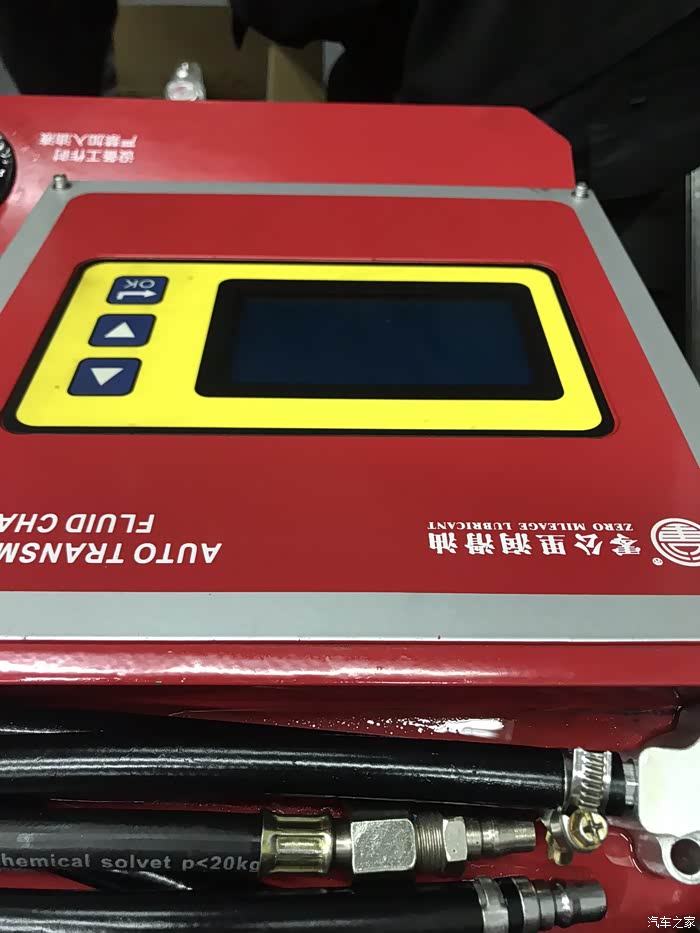 零公里润滑油
ZERO MILEAGE LUBRICANT
®
AUTO TRANSM
FLUID CHA
OK
设备工作时
严禁加入油液
hemical solvet p<20kg
汽车之家